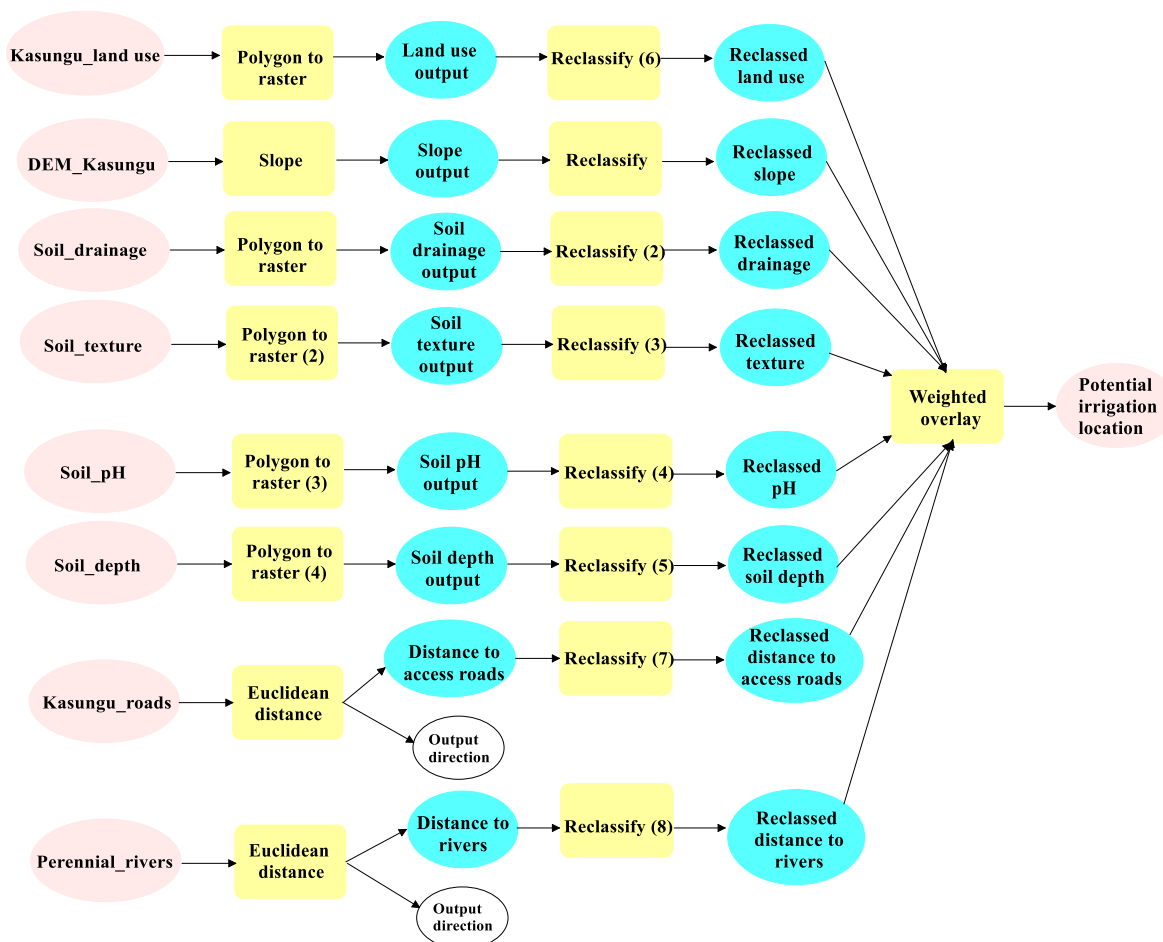 Kasungu_land use
Polygon to
raster
Land use
output
Reclassify (6)
Reclassed
land use
DEM_Kasungu
Slope
Slope
output
Reclassify
Reclassed
slope
Soil_drainage
Polygon to
raster
Soil
drainage
output
Reclassify (2)
Reclassed
drainage
Soil_texture
Polygon to
raster (2)
Soil
texture
output
Reclassify (3)
Reclassed
texture
Weighted
overlay
Potential
irrigation
location
Soil_pH
Polygon to
raster (3)
Soil pH
output
Reclassify (4)
Reclassed
pH
Soil_depth
Polygon to
raster (4)
Soil depth
output
Reclassify (5)
Reclassed
soil depth
Kasungu_roads
Euclidean
distance
Distance to
access roads
Reclassify (7)
Reclassed
distance to
access roads
Output
direction
Perennial_rivers
Euclidean
distance
Distance to
rivers
Reclassify (8)
Reclassed
distance to
rivers
Output
direction